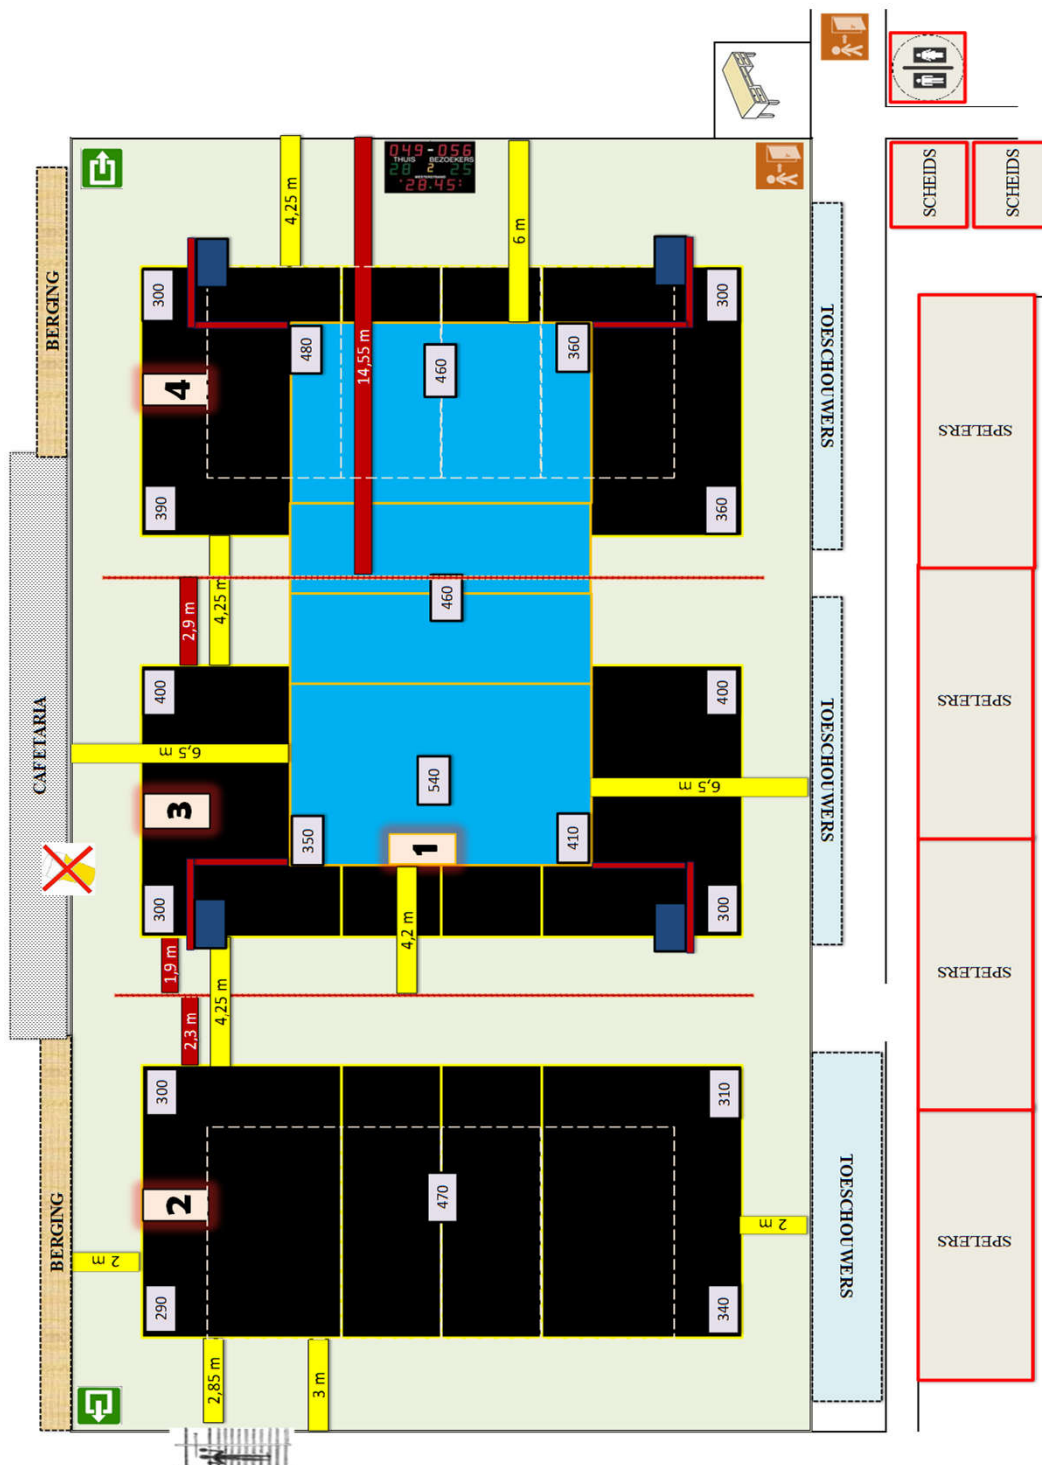 049-056
THUIS BEZOEKERS
28 2 25
28:45
SCHEIDS
SCHEIDS
BERGING
4,25 m
14,55 m
6 m
300
300
480
460
360
4
390
360
TOESCHOUWERS
SPELERS
4,25 m
2,9 m
460
CAFETARIA
400
400
6,5 m
6,5 m
540
3
350
1
410
TOESCHOUWERS
SPELERS
300
300
1,9 m
4,2 m
4,25 m
2,3 m
SPELERS
BERGING
300
310
2
470
2 m
2 m
290
340
TOESCHOUWERS
SPELERS
2,85 m
3 m